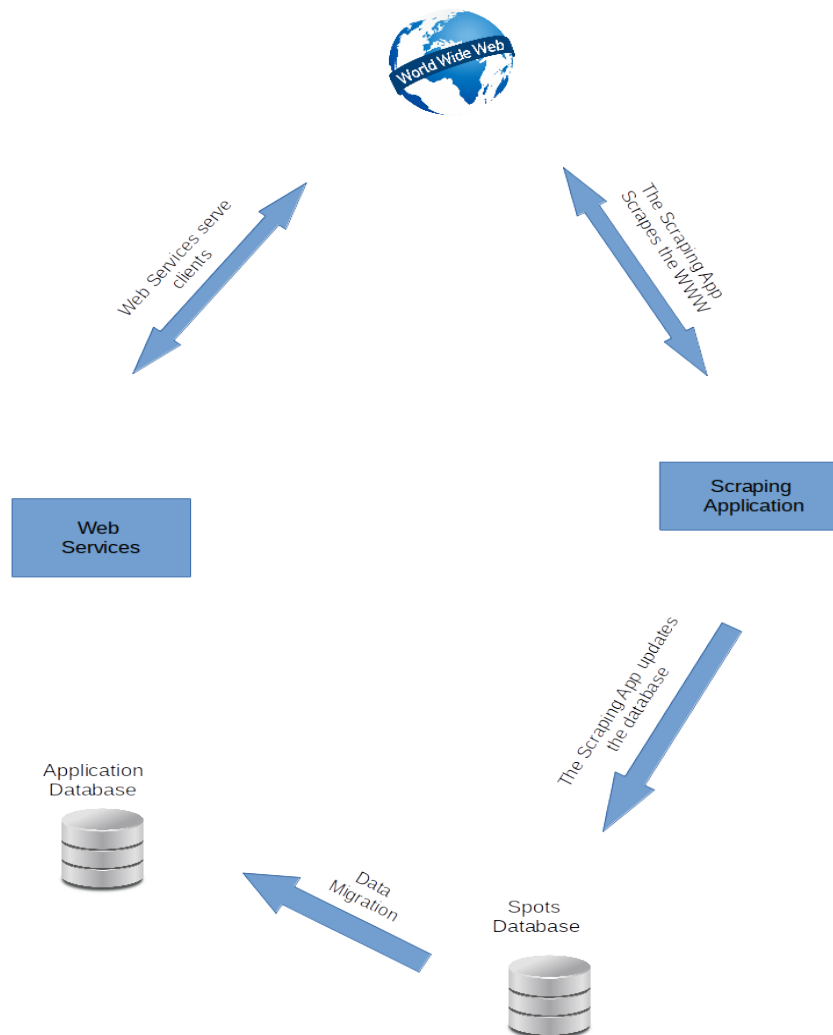 World Wide Web
Web Services serve
clients
The Scraping App
Scrapes the WWW
Web
Services
Scraping
Application
The Scraping App updates
the database
Application
Database
Data
Migration
Spots
Database